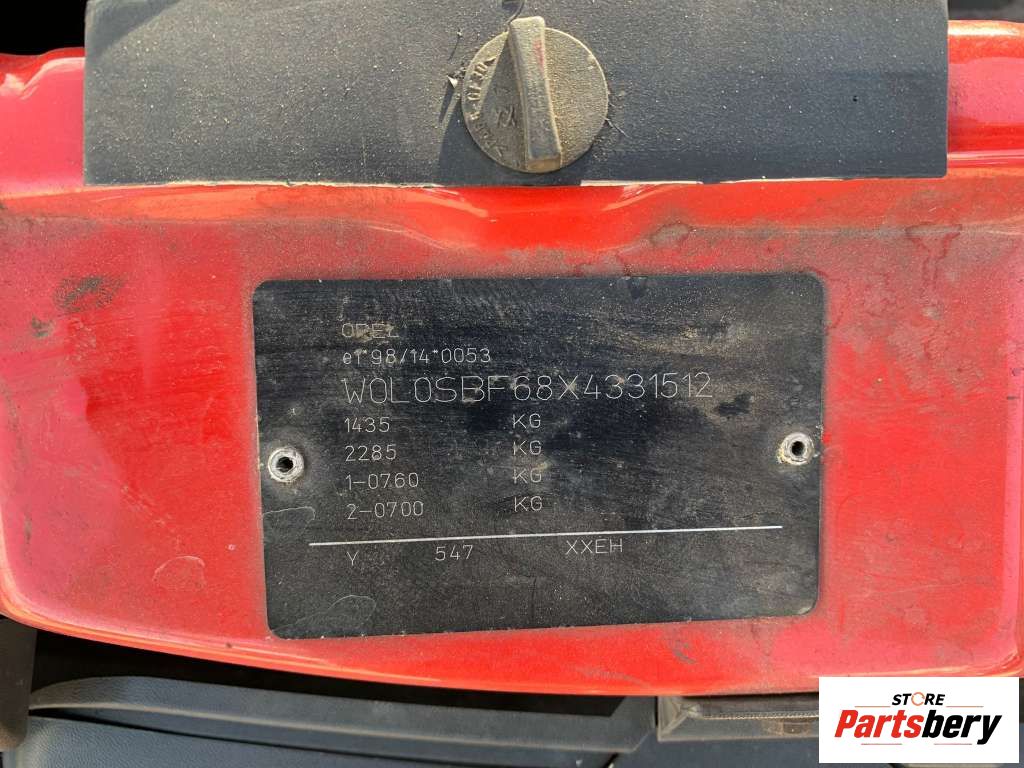 OPEL
e1*98/14*0053
W0L0SBF68X4331512
1435 KG
2285 KG
1-0760 KG
2-0700 KG
Y 547 XXEH
STORE
Partsbery